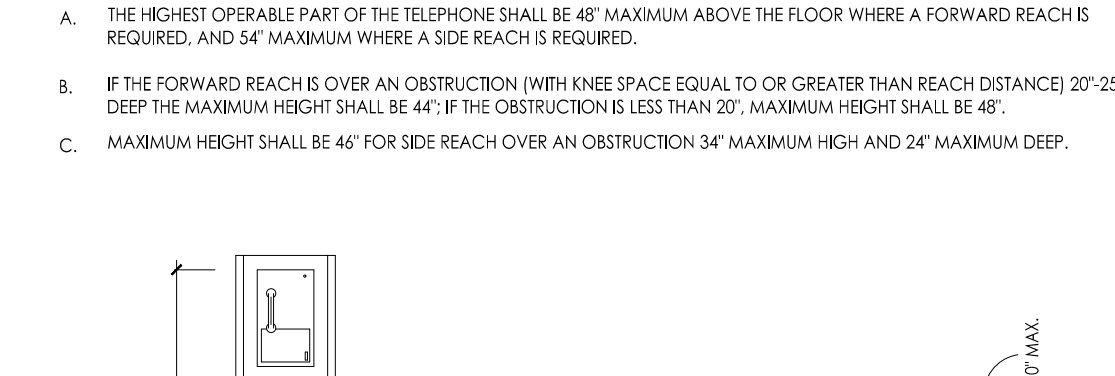 A. THE HIGHEST OPERABLE PART OF THE TELEPHONE SHALL BE 48" MAXIMUM ABOVE THE FLOOR WHERE A FORWARD REACH IS
REQUIRED, AND 54" MAXIMUM WHERE A SIDE REACH IS REQUIRED.
B. IF THE FORWARD REACH IS OVER AN OBSTRUCTION (WITH KNEE SPACE EQUAL TO OR GREATER THAN REACH DISTANCE) 20"-25
DEEP THE MAXIMUM HEIGHT SHALL BE 44"; IF THE OBSTRUCTION IS LESS THAN 20", MAXIMUM HEIGHT SHALL BE 48".
C. MAXIMUM HEIGHT SHALL BE 46" FOR SIDE REACH OVER AN OBSTRUCTION 34" MAXIMUM HIGH AND 24" MAXIMUM DEEP.
0" MAX.